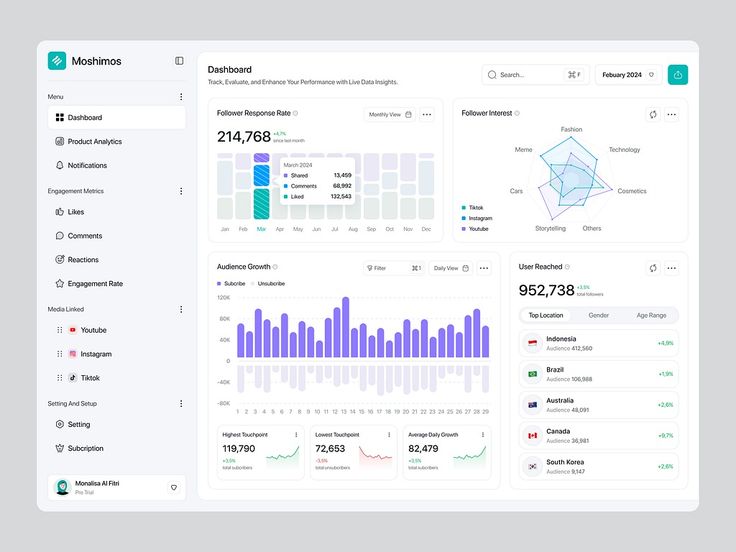 Moshimos
Menu
Dashboard
Product Analytics
Notifications
Engagement Metrics
Likes
Comments
Reactions
Engagement Rate
Media Linked
Youtube
Instagram
Tiktok
Setting And Setup
Setting
Subcription
Monalisa Al Fitri
Pro Trial
Dashboard
Track, Evaluate, and Enhance Your Performance with Live Data Insights.
Search...
⌘ F
Febuary 2024
Follower Response Rate
Monthly View
214,768
+4,7%
since last month
March 2024
Shared 13,459
Comments 68,992
Liked 132,543
Jan Feb Mar Apr May Jun Jul Aug Sep Oct Nov Dec
Follower Interest
Fashion
Meme
Technology
Cars
Cosmetics
Storytelling
Others
Tiktok
Instagram
Youtube
Audience Growth
Filter
⌘ 1
Daily View
Subcribe
Unsubcribe
120K
80K
40K
0
-40K
-80K
1 2 3 4 5 6 7 8 9 10 11 12 13 14 15 16 17 18 19 20 21 22 23 24 25 26 27 28 29
Highest Touchpoint
119,790
+3,5%
total subcribers
Lowest Touchpoint
72,653
-3,5%
total unsubcribers
Average Daily Growth
82,479
+3,5%
total subcribers
User Reached
952,738
+3,5%
total followers
Top Location
Gender
Age Range
Indonesia
Audience 412,560
+4,9%
Brazil
Audience 106,988
+1,9%
Australia
Audience 48,091
+2,6%
Canada
Audience 36,981
+9,7%
South Korea
Audience 9,147
+2,6%